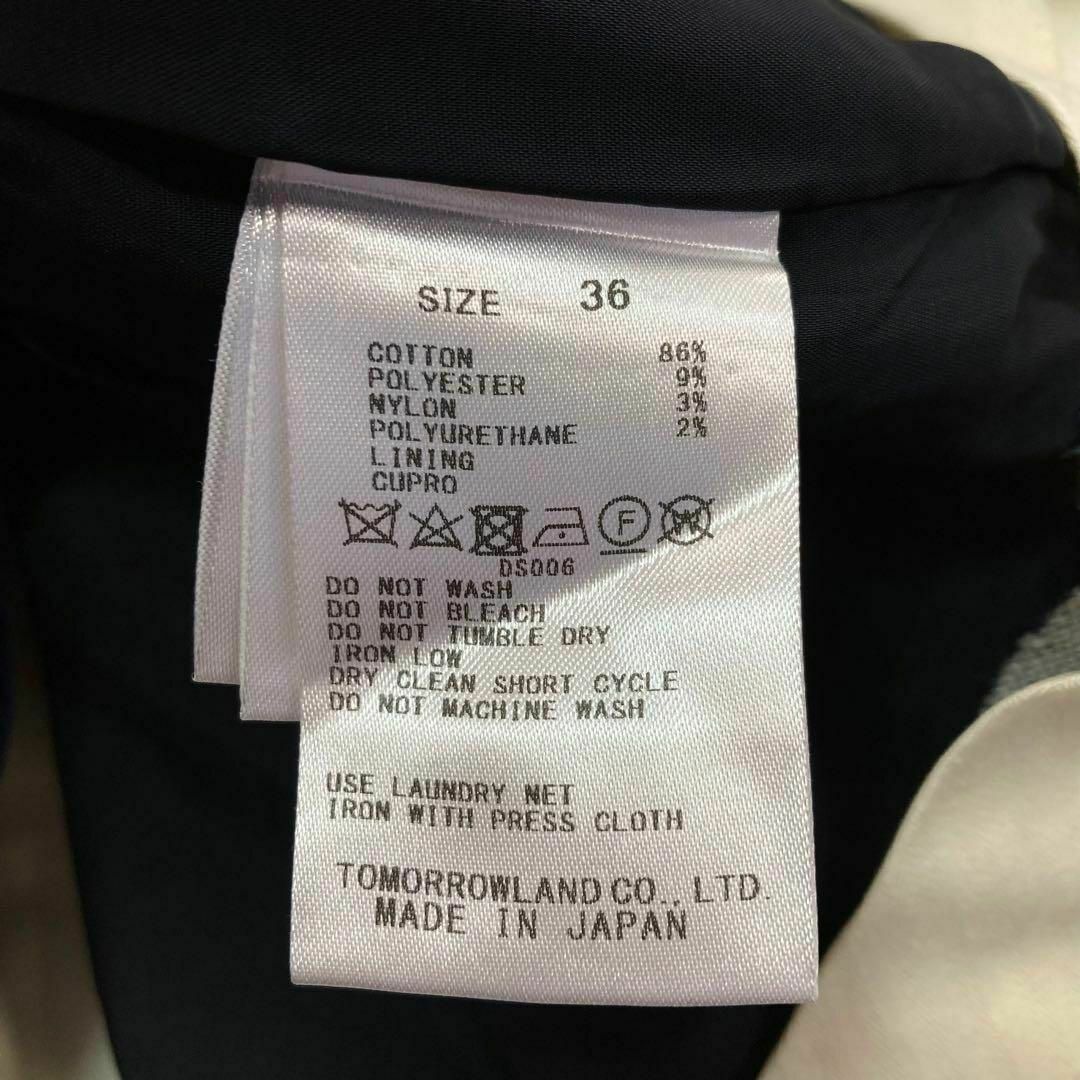 SIZE 36
COTTON 86%
POLYESTER 9%
NYLON 3%
POLYURETHANE 2%
LINING
CUPRO
F W
DS006
DO NOT WASH
DO NOT BLEACH
DO NOT TUMBLE DRY
IRON LOW
DRY CLEAN SHORT CYCLE
DO NOT MACHINE WASH
USE LAUNDRY NET
IRON WITH PRESS CLOTH
TOMORROWLAND CO., LTD.
MADE IN JAPAN